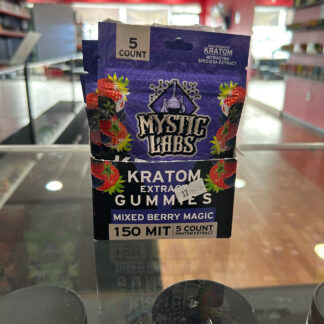 5
COUNT
KRATOM
MITRAGYNA
SPECIOSA EXTRACT
MYSTIC
LABS
KRATOM
EXTRACT
GUMMIES
MIXED BERRY MAGIC
150 MIT
5 COUNT
KRATOM EXTRACT